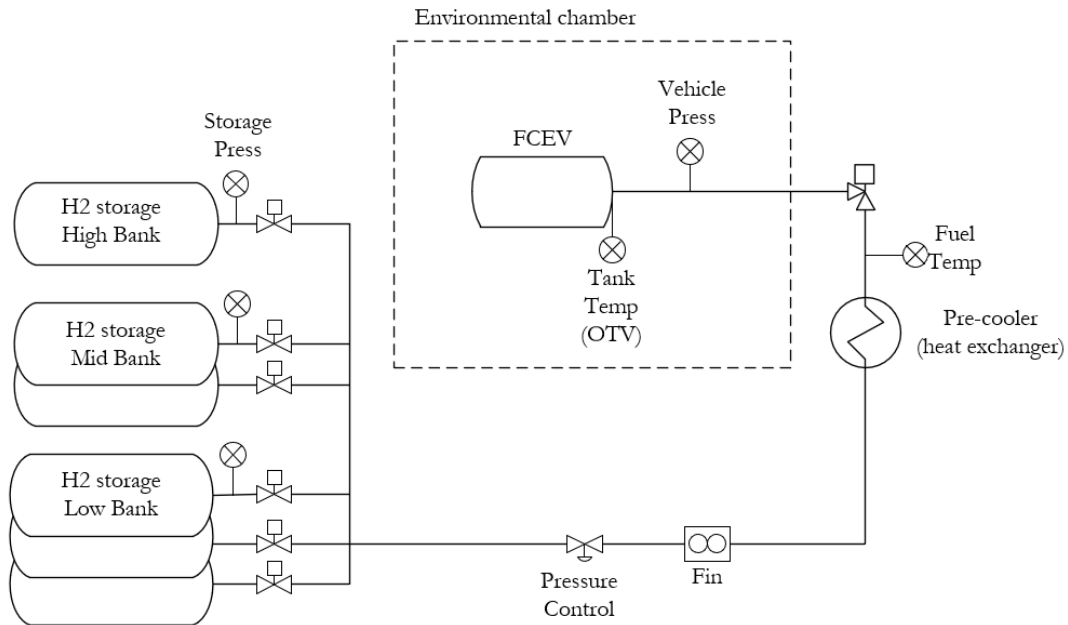 Environmental chamber
Storage
Press
Vehicle
Press
FCEV
H2 storage
High Bank
Fuel
Temp
Tank
Temp
(OTV)
H2 storage
Mid Bank
Pre-cooler
(heat exchanger)
H2 storage
Low Bank
Pressure
Control
Fin